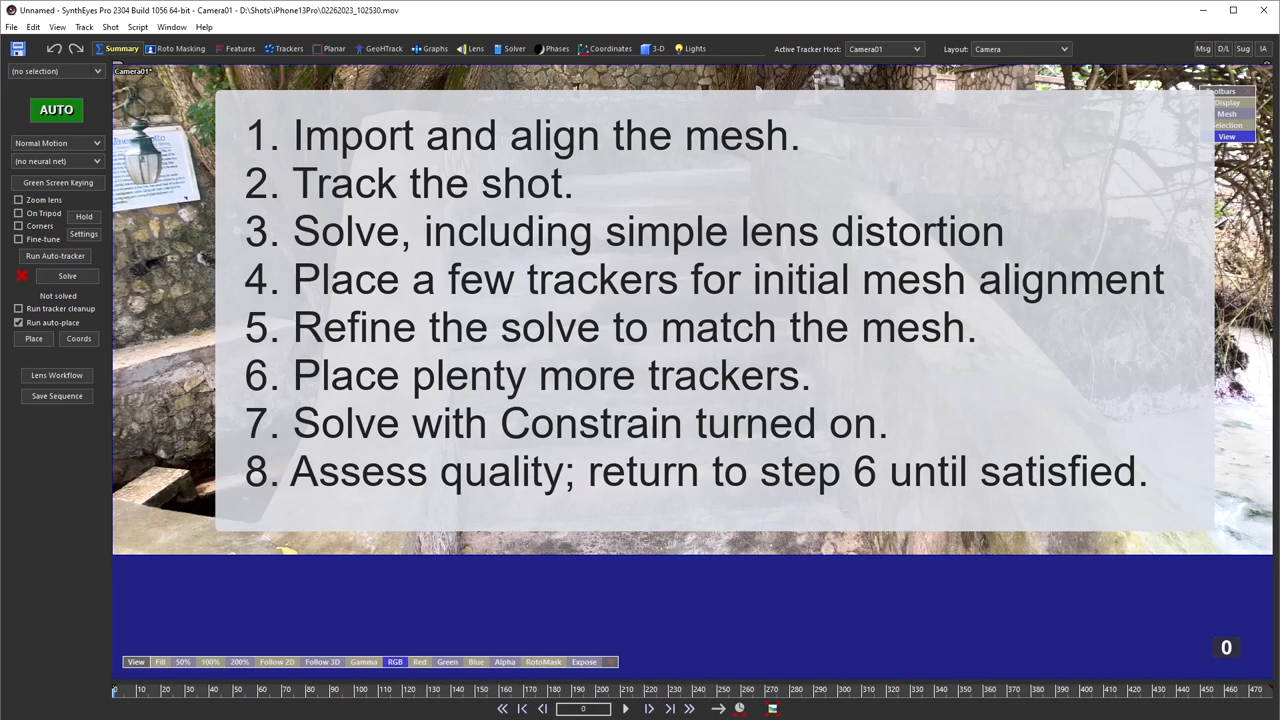 Unnamed - SynthEyes Pro 2304 Build 1056 64-bit - Camera01 - D:\Shots\iPhone13Pro\02262023_102530.mov
File Edit View Track Shot Script Window Help
Summary Roto Masking Features Trackers Planar GeoHTrack Graphs Lens Solver Phases Coordinates 3-D Lights Active Tracker Host: Camera01 Layout: Camera Msg D/L Sug IA
(no selection)
Camera01*
AUTO
Normal Motion
(no neural net)
Green Screen Keying
Zoom lens
On Tripod Hold
Corners
Fine-tune Settings
Run Auto-tracker
Solve
Not solved
Run tracker cleanup
Run auto-place
Place Coords
Lens Workflow
Save Sequence
Display
Mesh
View
1. Import and align the mesh.
2. Track the shot.
3. Solve, including simple lens distortion
4. Place a few trackers for initial mesh alignment
5. Refine the solve to match the mesh.
6. Place plenty more trackers.
7. Solve with Constrain turned on.
8. Assess quality; return to step 6 until satisfied.
0
View Fill 50% 100% 200% Follow 2D Follow 3D Gamma RGB Red Green Blue Alpha RotoMask Expose
0 10 20 30 40 50 60 70 80 90 100 110 120 130 140 150 160 170 180 190 200 210 220 230 240 250 260 270 280 290 300 310 320 330 340 350 360 370 380 390 400 410 420 430 440 450 460 470
0